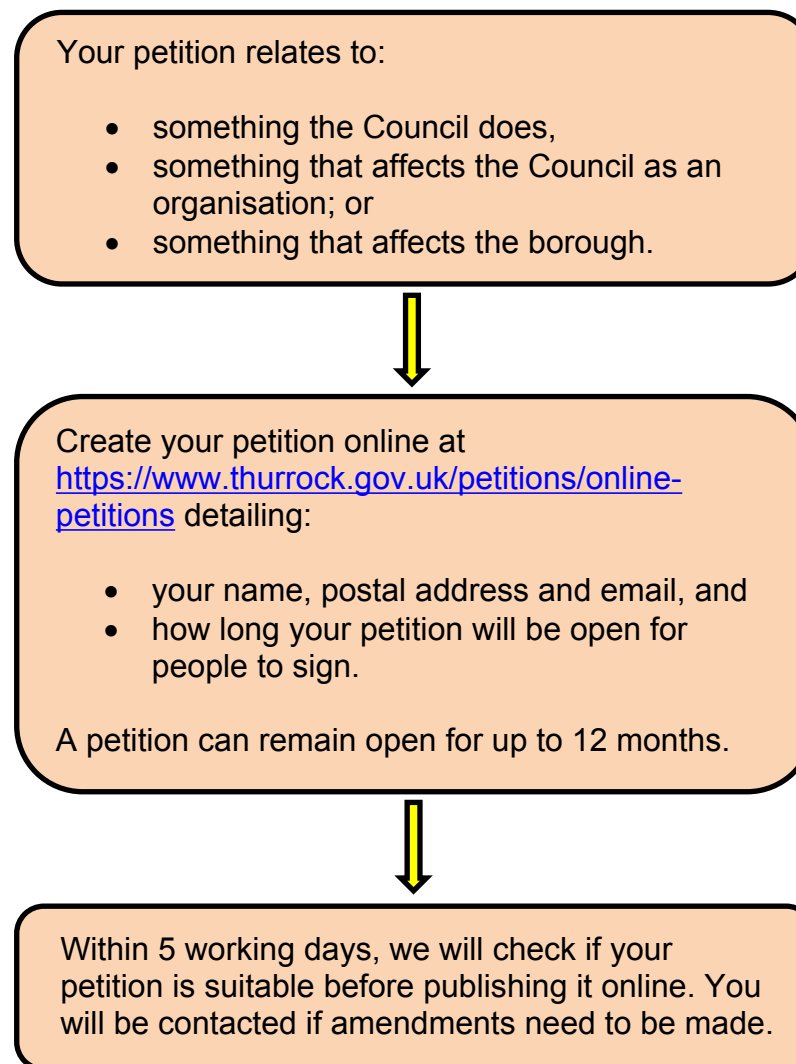 Your petition relates to:
• something the Council does,
• something that affects the Council as an
organisation; or
• something that affects the borough.
Create your petition online at
https://www.thurrock.gov.uk/petitions/online-
petitions detailing:
• your name, postal address and email, and
• how long your petition will be open for
people to sign.
A petition can remain open for up to 12 months.
Within 5 working days, we will check if your
petition is suitable before publishing it online. You
will be contacted if amendments need to be made.